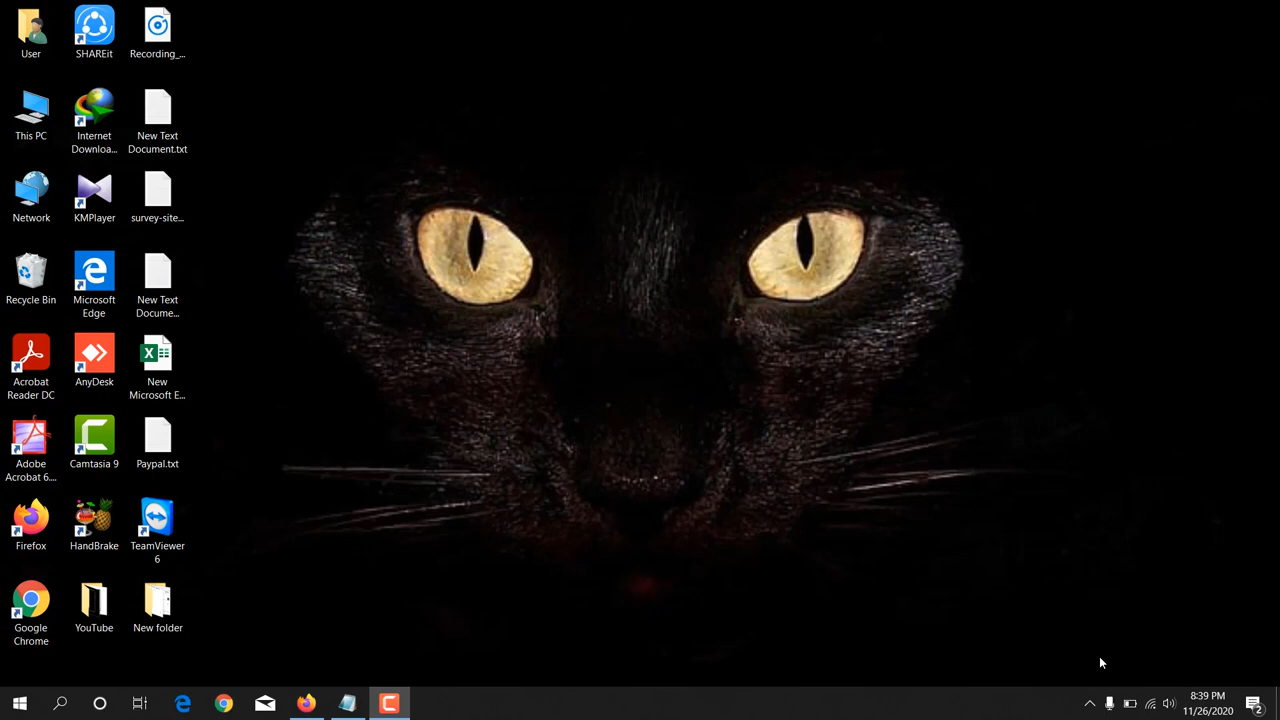 User
SHAREit
Recording_...
This PC
Internet
Downloa...
New Text
Document.txt
Network
KMPlayer
survey-site...
Recycle Bin
Microsoft
Edge
New Text
Docume...
Acrobat
Reader DC
AnyDesk
New
Microsoft E...
Adobe
Acrobat 6....
Camtasia 9
Paypal.txt
Firefox
HandBrake
TeamViewer
6
Google
Chrome
YouTube
New folder
8:39 PM
11/26/2020
2